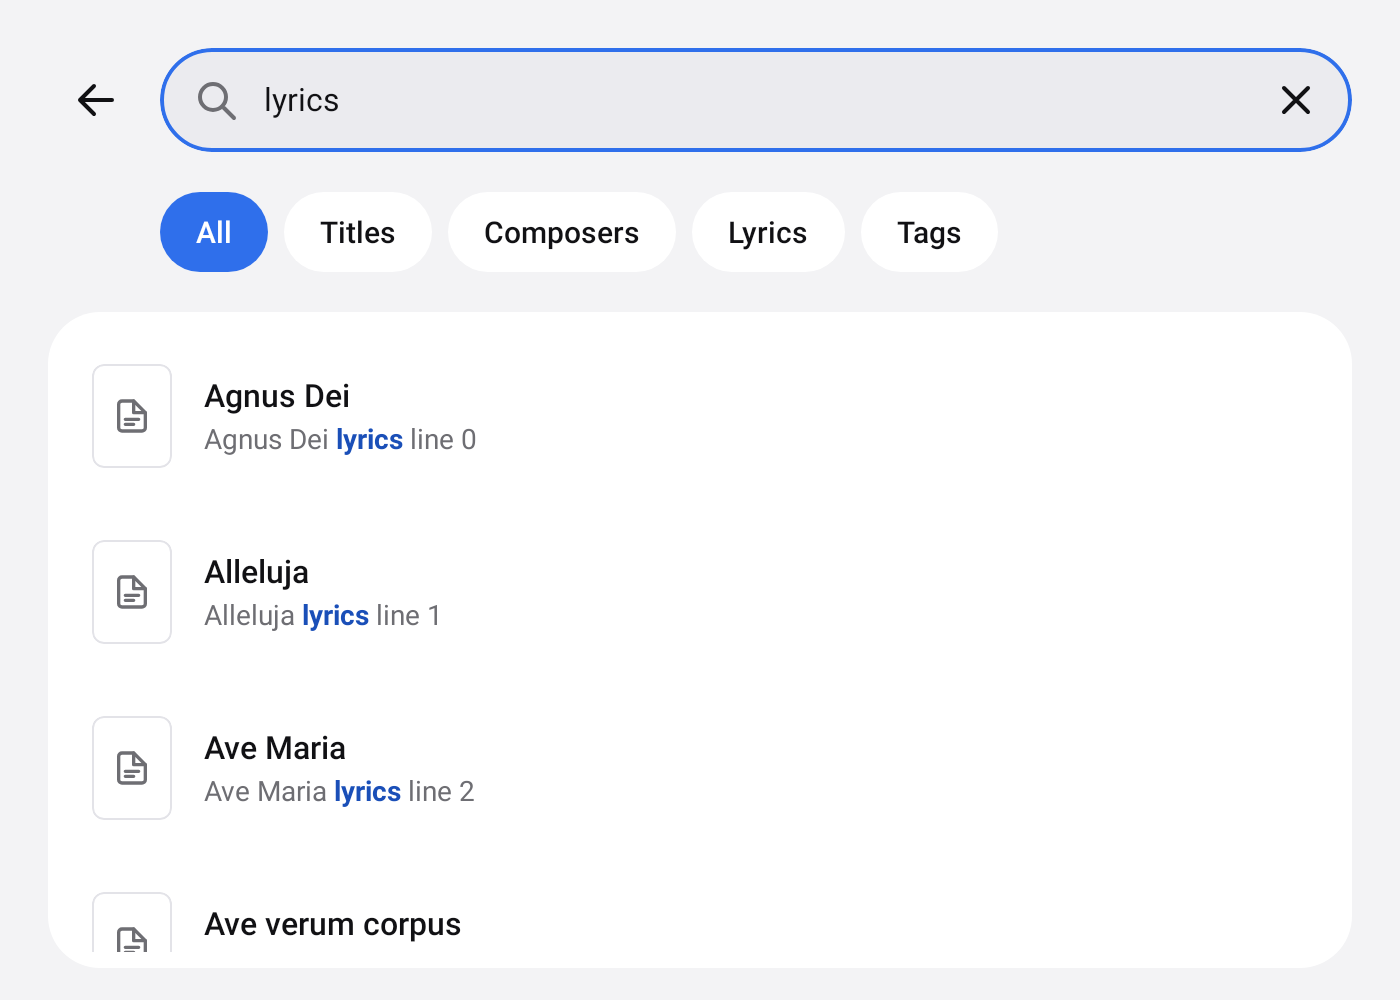 lyrics
All
Titles
Composers
Lyrics
Tags
Agnus Dei
Agnus Dei lyrics line 0
Alleluja
Alleluja lyrics line 1
Ave Maria
Ave Maria lyrics line 2
Ave verum corpus